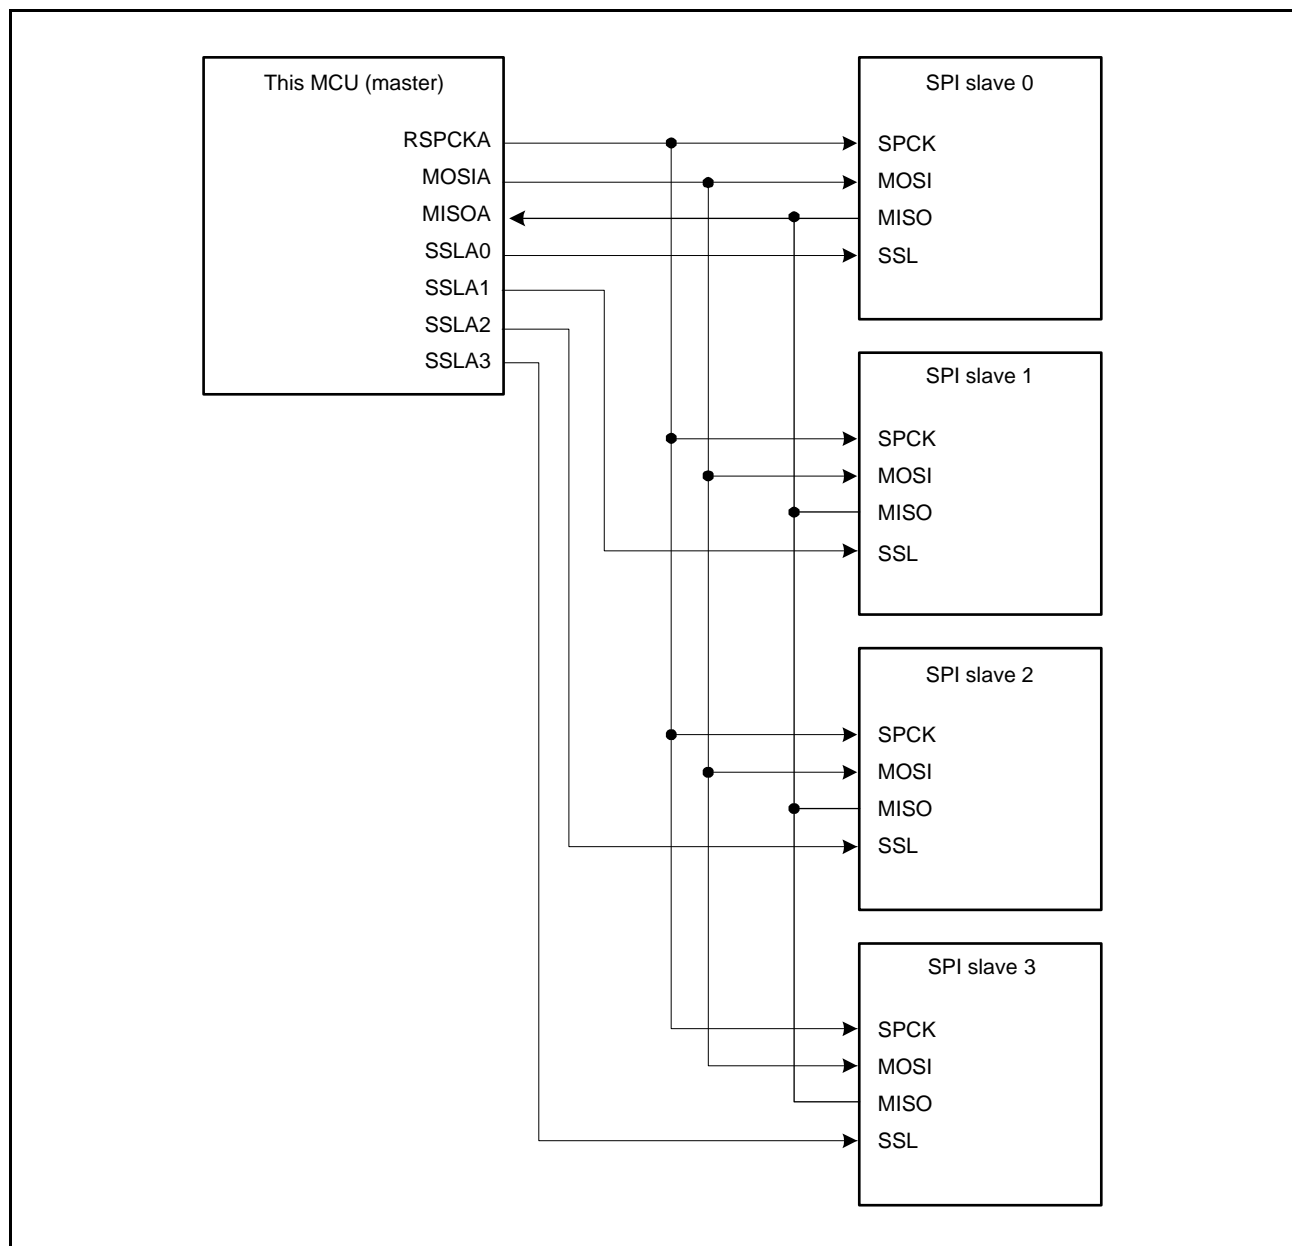 This MCU (master)
RSPCKA
MOSIA
MISOA
SSLA0
SSLA1
SSLA2
SSLA3
SPI slave 0
SPCK
MOSI
MISO
SSL
SPI slave 1
SPCK
MOSI
MISO
SSL
SPI slave 2
SPCK
MOSI
MISO
SSL
SPI slave 3
SPCK
MOSI
MISO
SSL